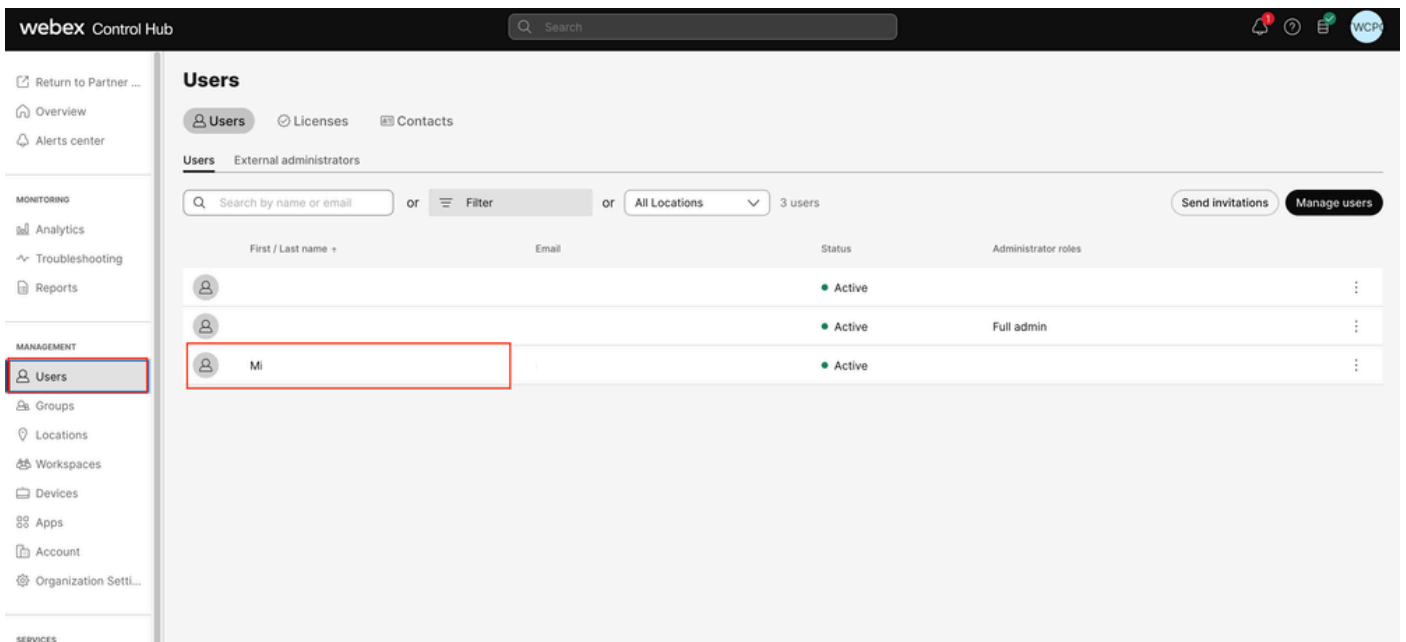 webex Control Hub
Search
WCPC
Return to Partner ...
Overview
Alerts center
MONITORING
Analytics
Troubleshooting
Reports
MANAGEMENT
Users
Groups
Locations
Workspaces
Devices
Apps
Account
Organization Setti...
SERVICES
Users
Users Licenses Contacts
Users External administrators
Search by name or email or Filter or All Locations 3 users Send invitations Manage users
First / Last name Email Status Administrator roles
Active
Active Full admin
Mi Active